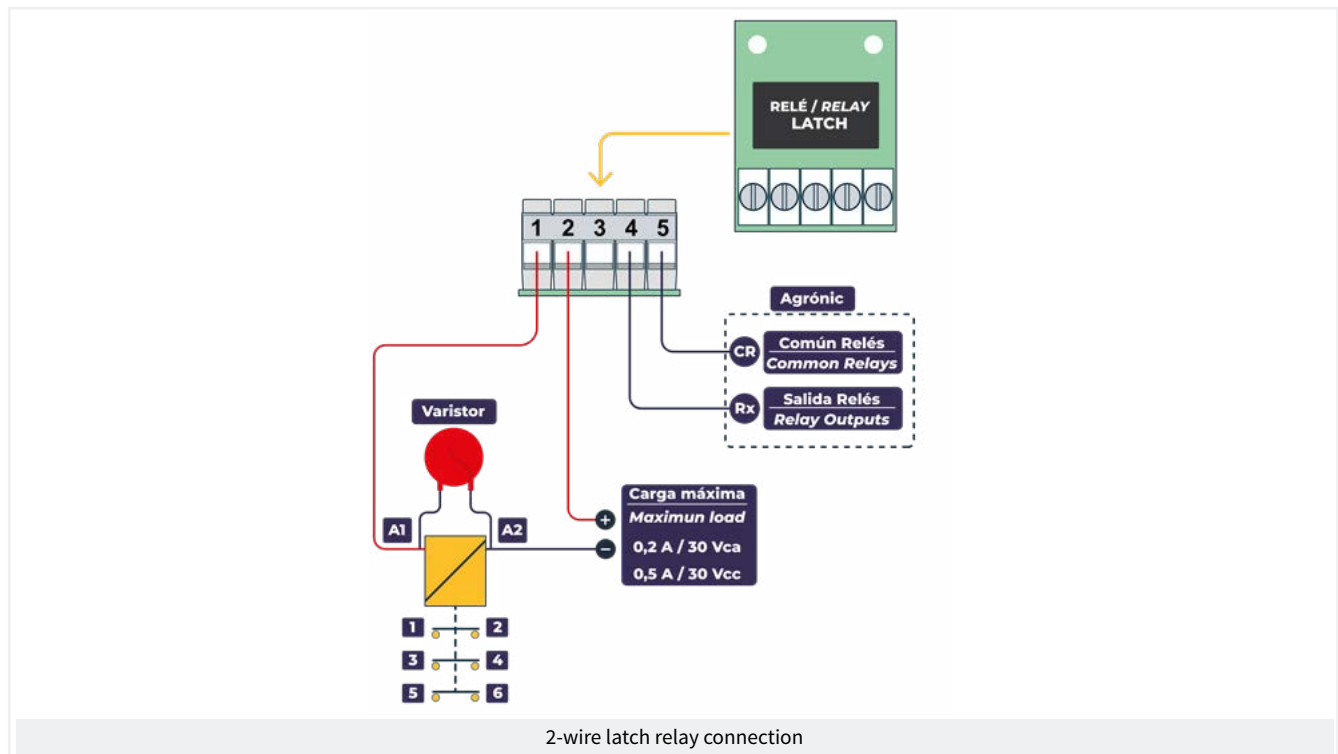 RELÉ / RELAY
LATCH
1 2 3 4 5
Agrónic
CR
Común Relés
Common Relays
Rx
Salida Relés
Relay Outputs
Varistor
A1
A2
+
−
Carga máxima
Maximun load
0,2 A / 30 Vca
0,5 A / 30 Vcc
1 2
3 4
5 6
2-wire latch relay connection